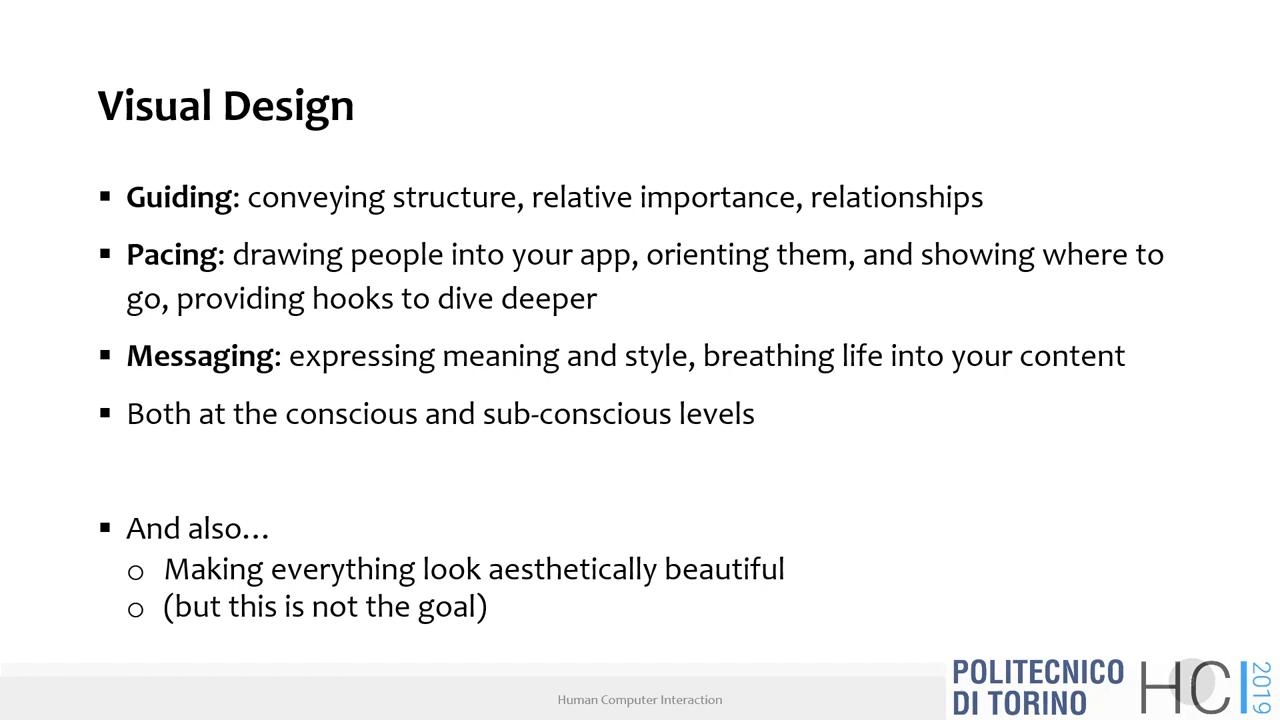 Visual Design
▪ Guiding: conveying structure, relative importance, relationships
▪ Pacing: drawing people into your app, orienting them, and showing where to
go, providing hooks to dive deeper
▪ Messaging: expressing meaning and style, breathing life into your content
▪ Both at the conscious and sub-conscious levels
▪ And also…
o Making everything look aesthetically beautiful
o (but this is not the goal)
Human Computer Interaction
POLITECNICO
DI TORINO
HCI
2019